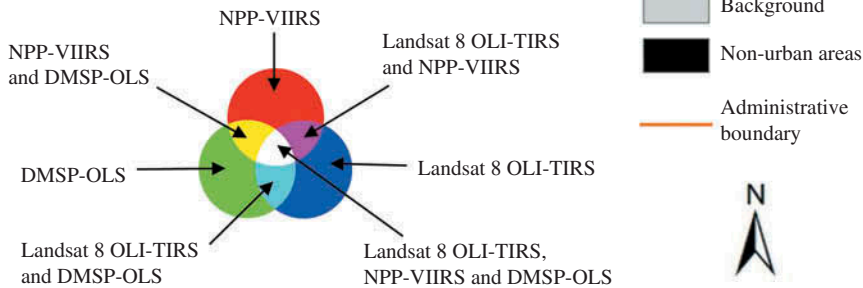 NPP-VIIRS
NPP-VIIRS
and DMSP-OLS
Landsat 8 OLI-TIRS
and NPP-VIIRS
DMSP-OLS
Landsat 8 OLI-TIRS
Landsat 8 OLI-TIRS
and DMSP-OLS
Landsat 8 OLI-TIRS,
NPP-VIIRS and DMSP-OLS
Background
Non-urban areas
Administrative
boundary
N